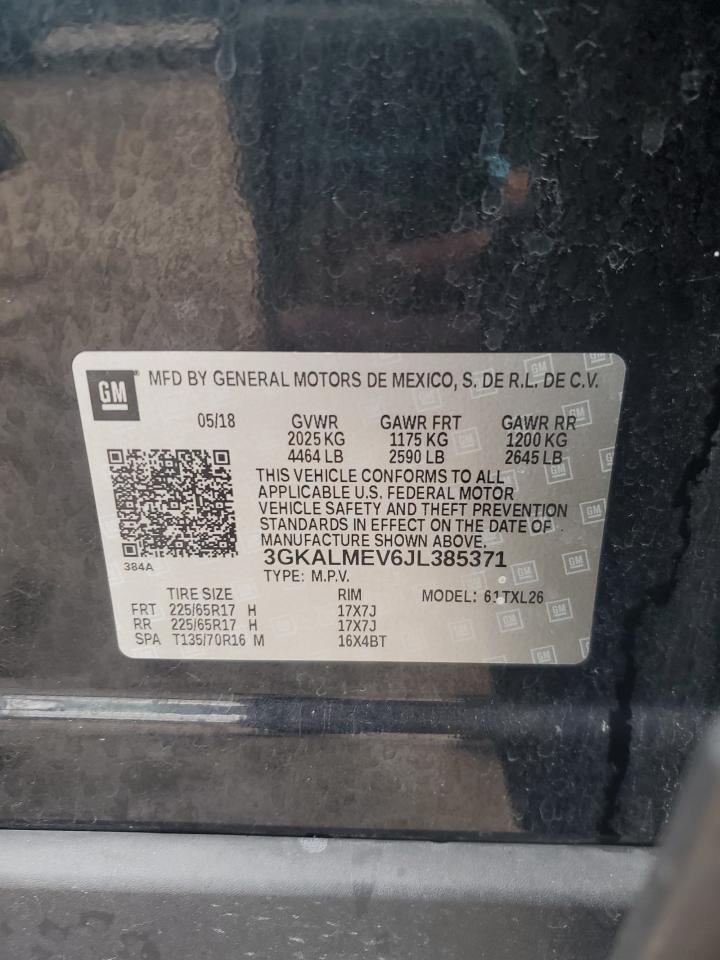 GM MFD BY GENERAL MOTORS DE MEXICO, S. DE R.L. DE C.V.
05/18 GVWR GAWR FRT GAWR RR
2025 KG 1175 KG 1200 KG
4464 LB 2590 LB 2645 LB
THIS VEHICLE CONFORMS TO ALL
APPLICABLE U.S. FEDERAL MOTOR
VEHICLE SAFETY AND THEFT PREVENTION
STANDARDS IN EFFECT ON THE DATE OF
MANUFACTURE SHOWN ABOVE.
384A
3GKALMEV6JL385371
TYPE: M.P.V.
TIRE SIZE RIM MODEL: 61TXL26
FRT 225/65R17 H 17X7J
RR 225/65R17 H 17X7J
SPA T135/70R16 M 16X4BT